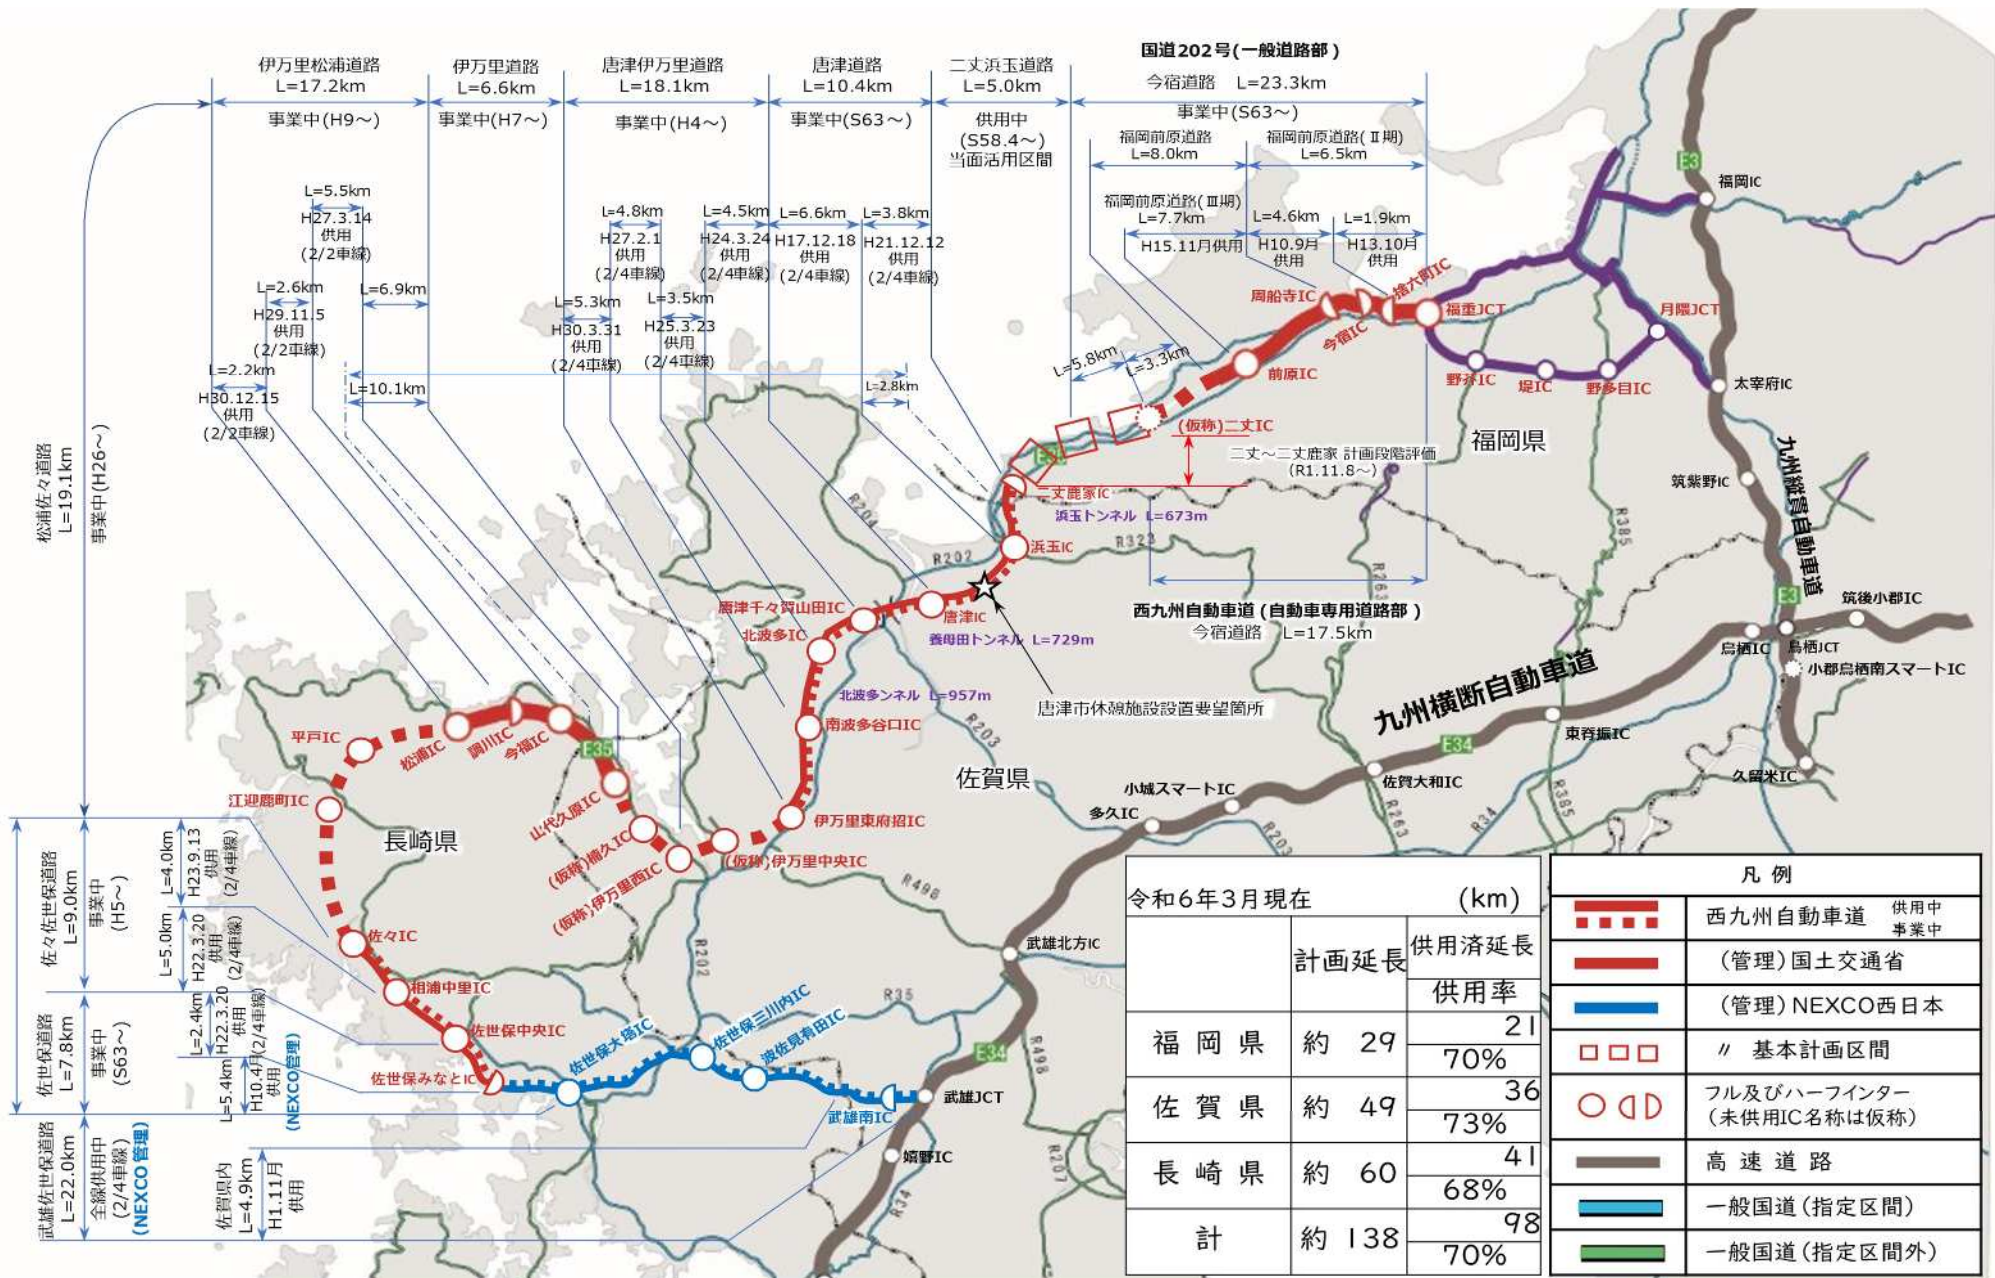 国道202号(一般道路部)
伊万里松浦道路
L=17.2km
事業中(H9～)
伊万里道路
L=6.6km
事業中(H7～)
唐津伊万里道路
L=18.1km
事業中(H4～)
唐津道路
L=10.4km
事業中(S63～)
二丈浜玉道路
L=5.0km
供用中
(S58.4～)
当面活用区間
今宿道路 L=23.3km
事業中(S63～)
福岡前原道路
L=8.0km
福岡前原道路(Ⅱ期)
L=6.5km
福岡前原道路(Ⅲ期)
L=7.7km
H15.11月供用
L=4.6km
H10.9月
供用
L=1.9km
H13.10月
供用
L=5.5km
H27.3.14
供用
(2/2車線)
L=2.6km
H29.11.5
供用
(2/2車線)
L=2.2km
H30.12.15
供用
(2/2車線)
L=6.9km
L=10.1km
L=4.8km
H27.2.1
供用
(2/4車線)
L=5.3km
H30.3.31
供用
(2/4車線)
L=3.5km
H25.3.23
供用
(2/4車線)
L=4.5km
H24.3.24
供用
(2/4車線)
L=6.6km
H17.12.18
供用
(2/4車線)
L=3.8km
H21.12.12
供用
(2/4車線)
L=2.8km
L=5.8km
L=3.3km
松浦佐々道路
L=19.1km
事業中(H26～)
佐々佐世保道路
L=9.0km
事業中
(H5～)
L=4.0km
H23.9.13
供用
(2/4車線)
L=5.0km
H22.3.20
供用
(2/4車線)
佐世保道路
L=7.8km
事業中
(S63～)
L=2.4km
H22.3.20
供用
(2/4車線)
L=5.4km
H10.4月
供用
(NEXCO管理)
武雄佐世保道路
L=22.0km
全線供用中
(2/4車線)
(NEXCO管理)
佐賀県内
L=4.9km
H1.11月
供用
E3
福岡IC
周船寺IC
今宿IC
捨六町IC
福重JCT
月隈JCT
前原IC
野芥IC
堤IC
野多目IC
太宰府IC
(仮称)二丈IC
福岡県
二丈～二丈鹿家 計画段階評価
(R1.11.8～)
筑紫野IC
九州縦貫自動車道
二丈鹿家IC
浜玉トンネル L=673m
浜玉IC
R204
R202
R323
R263
R385
西九州自動車道(自動車専用道路部)
今宿道路 L=17.5km
E3
筑後小郡IC
鳥栖IC
鳥栖JCT
小郡鳥栖南スマートIC
唐津千々賀山田IC
北波多IC
唐津IC
養母田トンネル L=729m
北波多ンネル L=957m
南波多谷口IC
唐津市休憩施設設置要望箇所
R203
九州横断自動車道
E34
東脊振IC
佐賀大和IC
久留米IC
小城スマートIC
多久IC
佐賀県
R263
R385
R34
R203
平戸IC
松浦IC
調川IC
今福IC
E35
江迎鹿町IC
山代久原IC
長崎県
(仮称)楠久IC
(仮称)伊万里西IC
(仮称)伊万里中央IC
伊万里東府招IC
R498
武雄北方IC
R202
佐々IC
相浦中里IC
佐世保中央IC
佐世保みなとIC
佐世保大塔IC
佐世保三川内IC
波佐見有田IC
武雄南IC
武雄JCT
R35
E34
R498
嬉野IC
R34
R207
令和6年3月現在 (km)
計画延長 供用済延長
供用率
福岡県 約 29 21
70%
佐賀県 約 49 36
73%
長崎県 約 60 41
68%
計 約 138 98
70%
凡例
西九州自動車道 供用中
事業中
(管理)国土交通省
(管理)NEXCO西日本
〃 基本計画区間
フル及びハーフインター
(未供用IC名称は仮称)
高速道路
一般国道(指定区間)
一般国道(指定区間外)